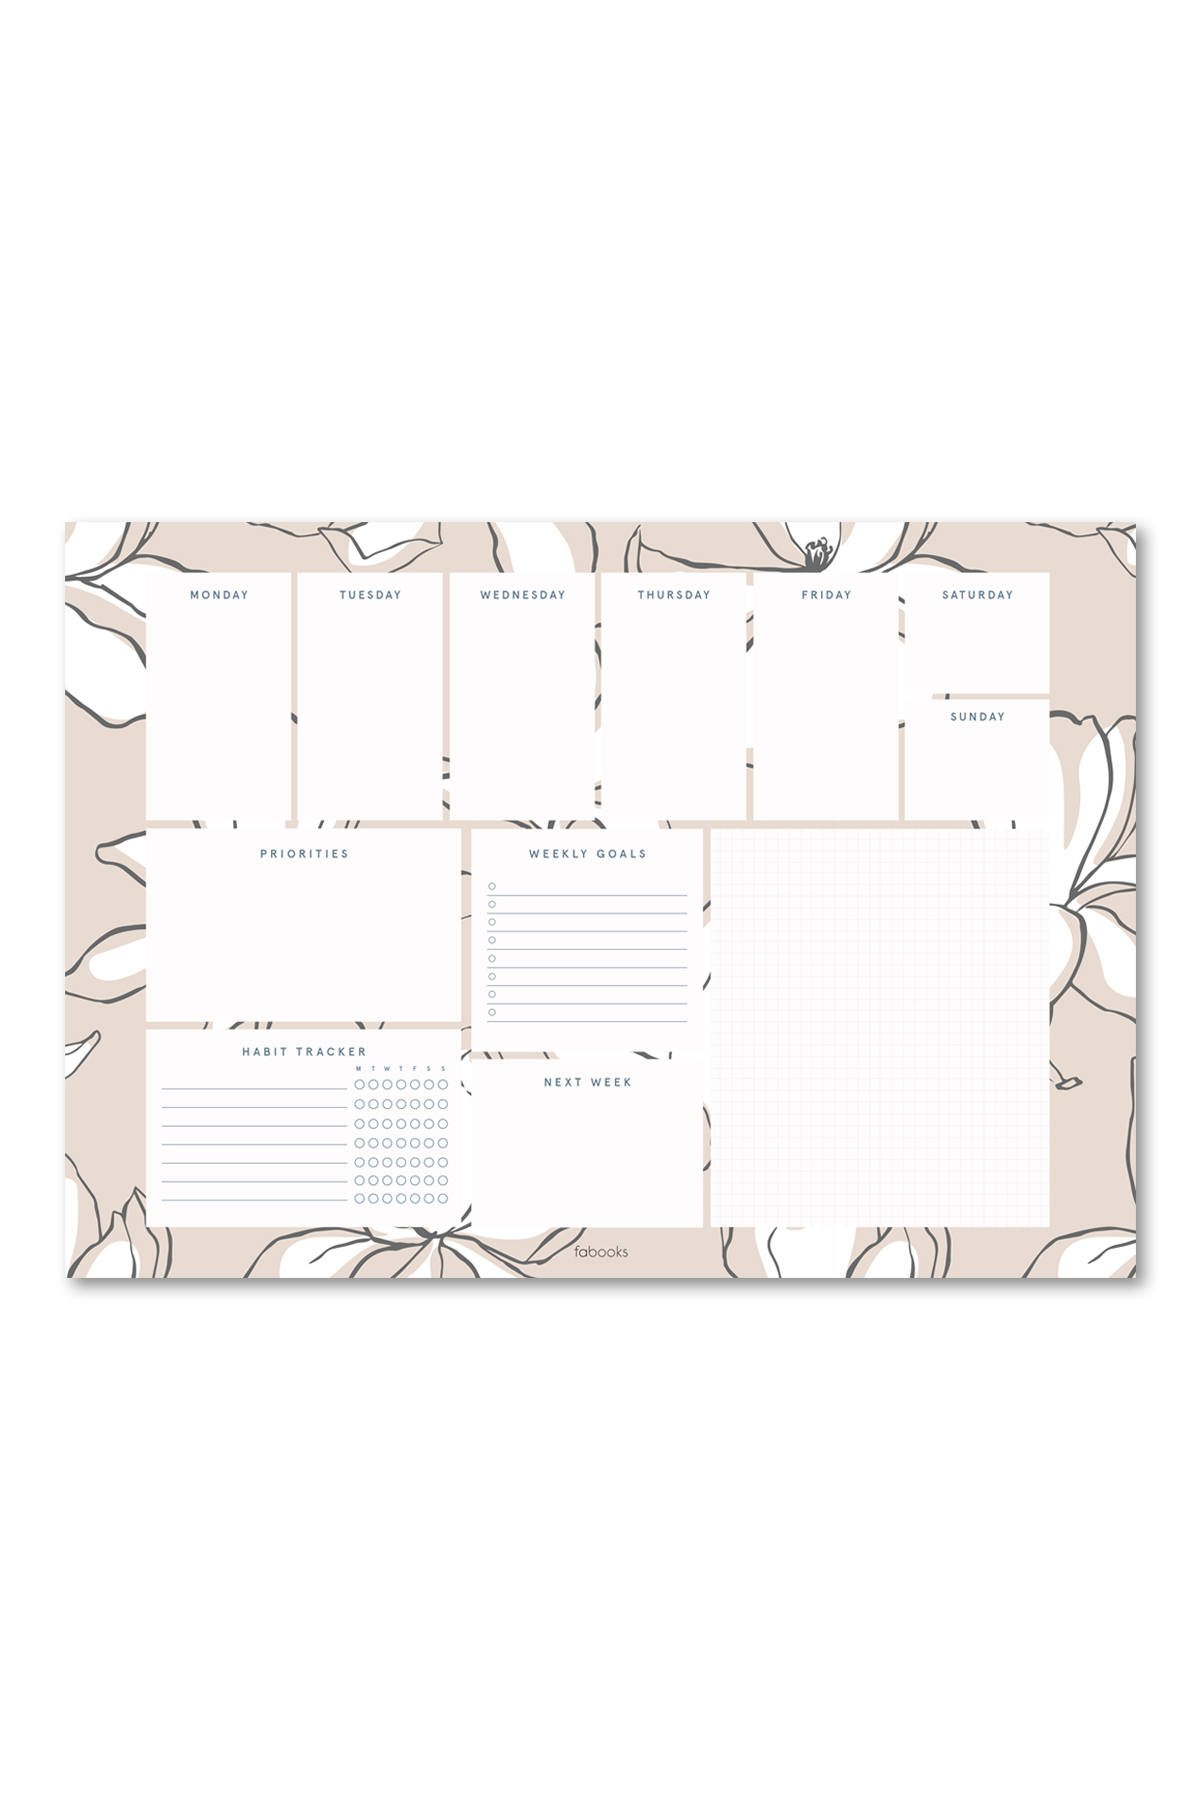 MONDAY
TUESDAY
WEDNESDAY
THURSDAY
FRIDAY
SATURDAY
SUNDAY
PRIORITIES
WEEKLY GOALS
HABIT TRACKER
M T W T F S S
NEXT WEEK
fabooks